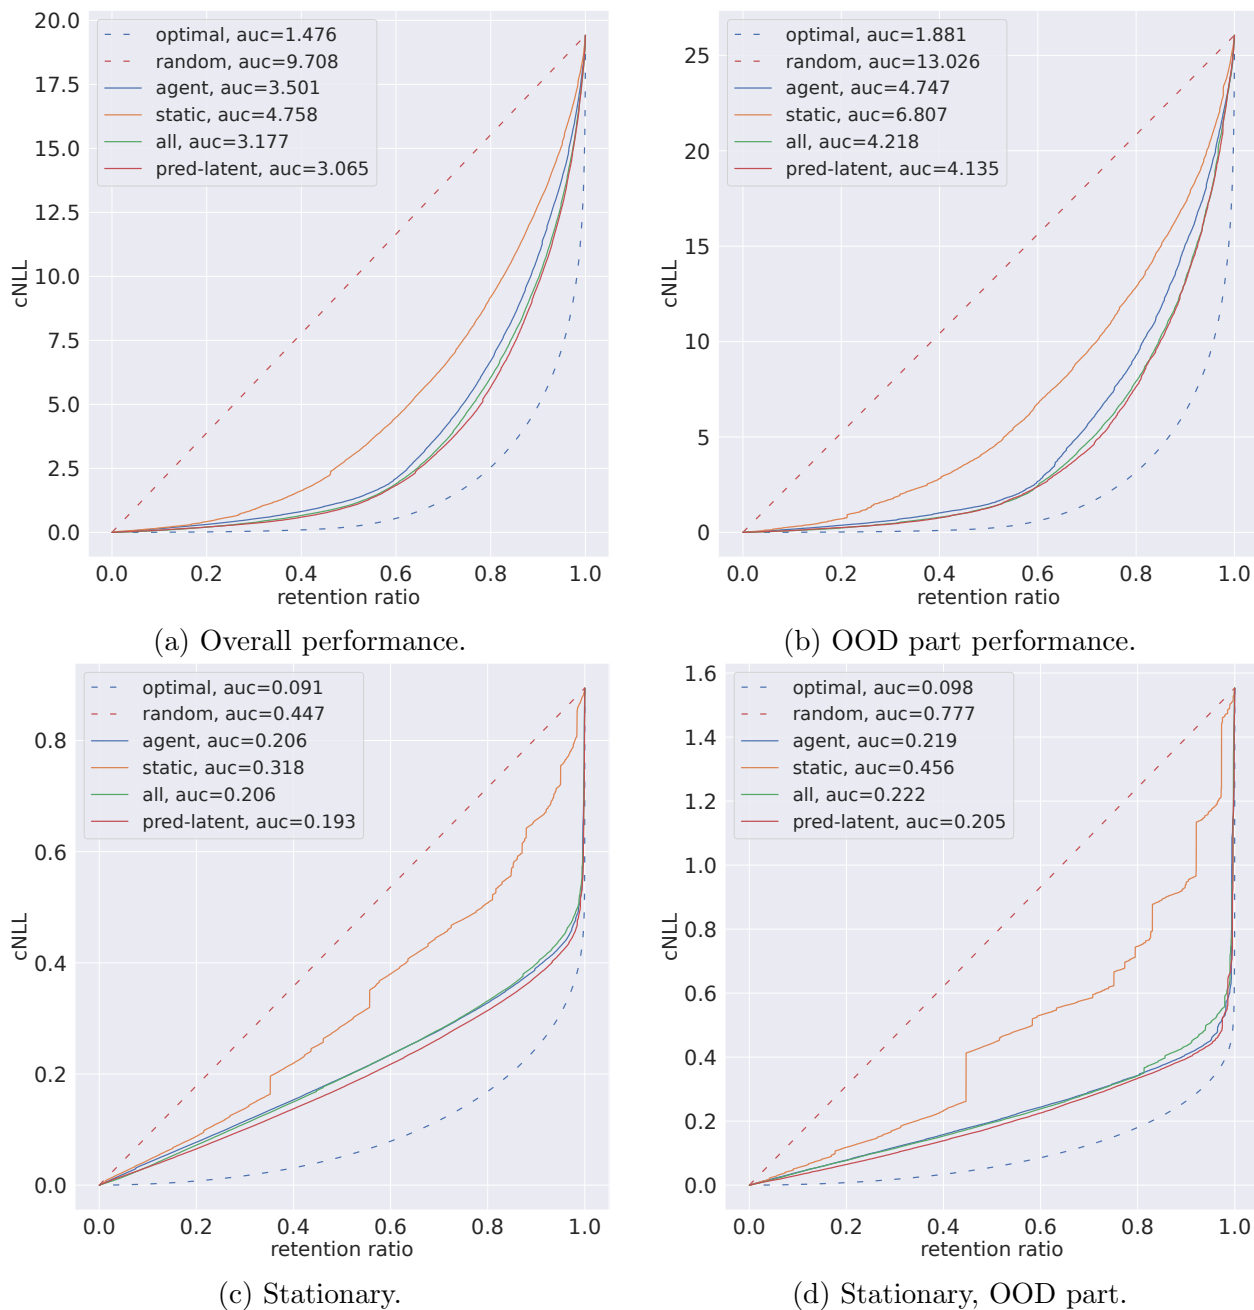 20.0
17.5
15.0
12.5
10.0
7.5
5.0
2.5
0.0
cNLL
optimal, auc=1.476
random, auc=9.708
agent, auc=3.501
static, auc=4.758
all, auc=3.177
pred-latent, auc=3.065
0.0 0.2 0.4 0.6 0.8 1.0
retention ratio
(a) Overall performance.
25
20
15
10
5
0
cNLL
optimal, auc=1.881
random, auc=13.026
agent, auc=4.747
static, auc=6.807
all, auc=4.218
pred-latent, auc=4.135
0.0 0.2 0.4 0.6 0.8 1.0
retention ratio
(b) OOD part performance.
0.8
0.6
0.4
0.2
0.0
cNLL
optimal, auc=0.091
random, auc=0.447
agent, auc=0.206
static, auc=0.318
all, auc=0.206
pred-latent, auc=0.193
0.0 0.2 0.4 0.6 0.8 1.0
retention ratio
(c) Stationary.
1.6
1.4
1.2
1.0
0.8
0.6
0.4
0.2
0.0
cNLL
optimal, auc=0.098
random, auc=0.777
agent, auc=0.219
static, auc=0.456
all, auc=0.222
pred-latent, auc=0.205
0.0 0.2 0.4 0.6 0.8 1.0
retention ratio
(d) Stationary, OOD part.